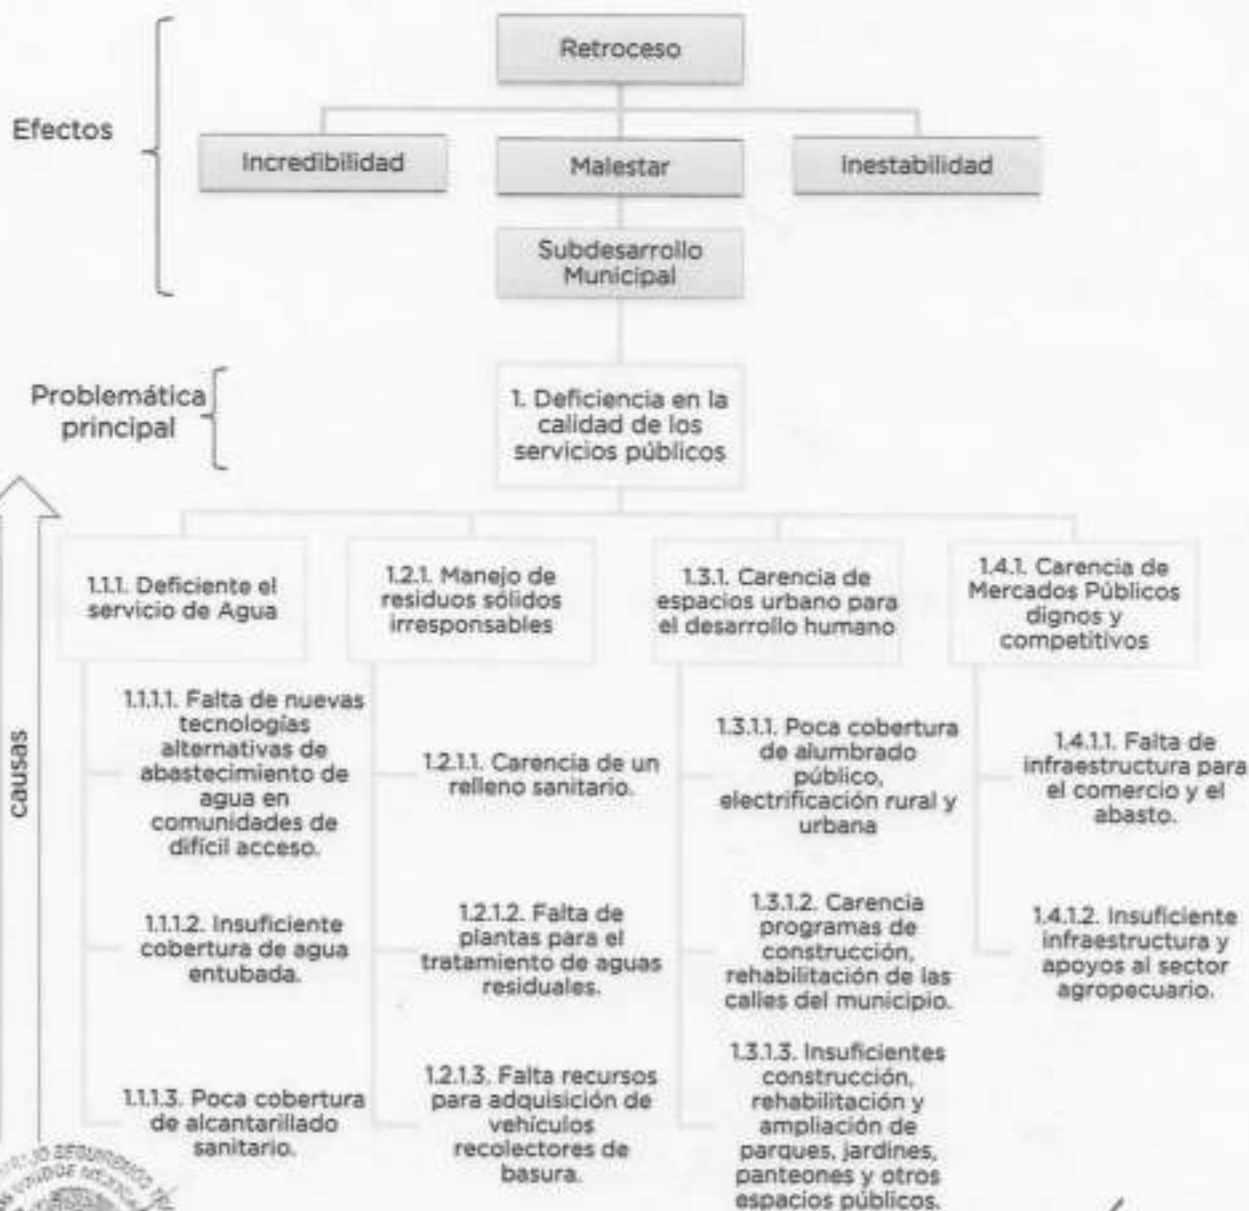 Efectos
Retroceso
Incredibilidad
Malestar
Inestabilidad
Subdesarrollo
Municipal
Problemática
principal
1. Deficiencia en la
calidad de los
servicios públicos
causas
1.1.1. Deficiente el
servicio de Agua
1.1.1.1. Falta de nuevas
tecnologías
alternativas de
abastecimiento de
agua en
comunidades de
difícil acceso.
1.1.1.2. Insuficiente
cobertura de agua
entubada.
1.1.1.3. Poca cobertura
de alcantarillado
sanitario.
1.2.1. Manejo de
residuos sólidos
irresponsables
1.2.1.1. Carencia de un
relleno sanitario.
1.2.1.2. Falta de
plantas para el
tratamiento de aguas
residuales.
1.2.1.3. Falta recursos
para adquisición de
vehículos
recolectores de
basura.
1.3.1. Carencia de
espacios urbano para
el desarrollo humano
1.3.1.1. Poca cobertura
de alumbrado
público,
electrificación rural y
urbana
1.3.1.2. Carencia
programas de
construcción,
rehabilitación de las
calles del municipio.
1.3.1.3. Insuficientes
construcción,
rehabilitación y
ampliación de
parques, jardines,
panteones y otros
espacios públicos.
1.4.1. Carencia de
Mercados Públicos
dignos y
competitivos
1.4.1.1. Falta de
infraestructura para
el comercio y el
abasto.
1.4.1.2. Insuficiente
infraestructura y
apoyos al sector
agropecuario.